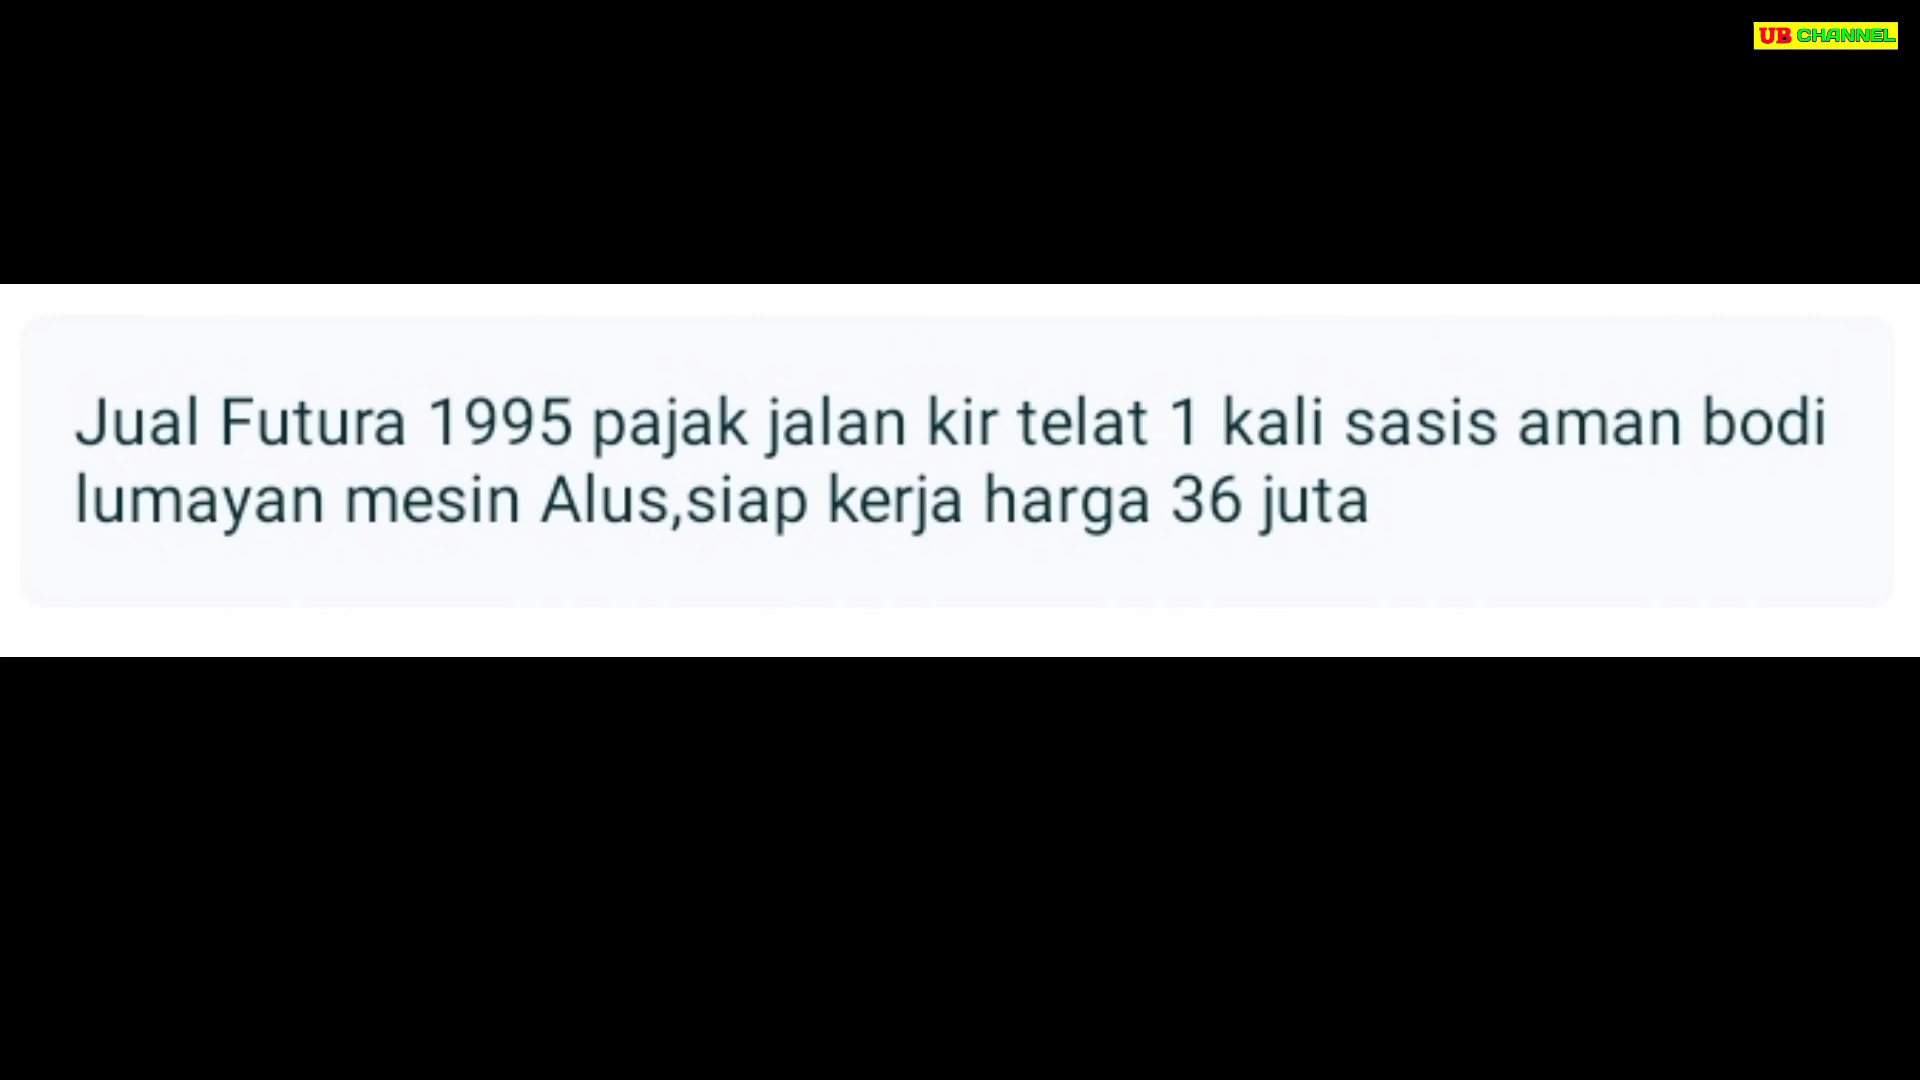 UB CHANNEL
Jual Futura 1995 pajak jalan kir telat 1 kali sasis aman bodi
lumayan mesin Alus,siap kerja harga 36 juta